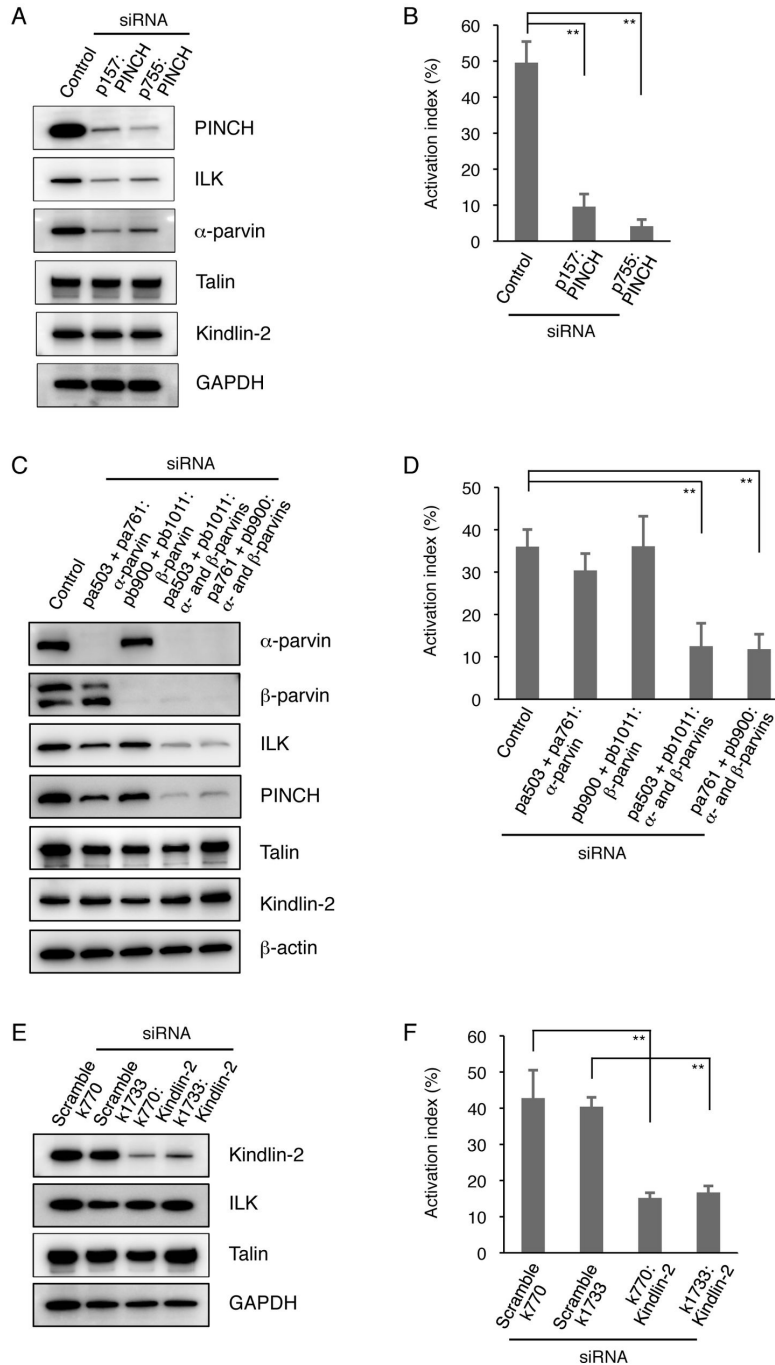 A
siRNA
Control
p157:
PINCH
p755:
PINCH
PINCH
ILK
α-parvin
Talin
Kindlin-2
GAPDH
B
Activation index (%)
60
50
40
30
20
10
0
**
**
Control
p157:
PINCH
p755:
PINCH
siRNA
C
siRNA
Control
pa503 + pa761:
α-parvin
pb900 + pb1011:
β-parvin
pa503 + pb1011:
α- and β-parvins
pa761 + pb900:
α- and β-parvins
α-parvin
β-parvin
ILK
PINCH
Talin
Kindlin-2
β-actin
D
Activation index (%)
60
50
40
30
20
10
0
**
**
Control
pa503 + pa761:
α-parvin
pb900 + pb1011:
β-parvin
pa503 + pb1011:
α- and β-parvins
pa761 + pb900:
α- and β-parvins
siRNA
E
siRNA
Scramble
k770
Scramble
k1733
k770:
Kindlin-2
k1733:
Kindlin-2
Kindlin-2
ILK
Talin
GAPDH
F
Activation index (%)
60
50
40
30
20
10
0
**
**
Scramble
k770
Scramble
k1733
k770:
Kindlin-2
k1733:
Kindlin-2
siRNA